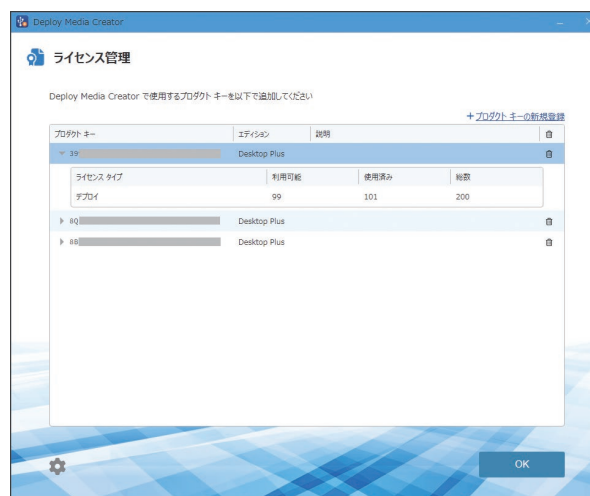 Deploy Media Creator
ライセンス管理
Deploy Media Creator で使用するプロダクト キーを以下で追加してください
+ プロダクト キーの新規登録
プロダクト キー エディション 説明
39 Desktop Plus
ライセンス タイプ 利用可能 使用済み 総数
デプロイ 99 101 200
8Q Desktop Plus
8B Desktop Plus
OK